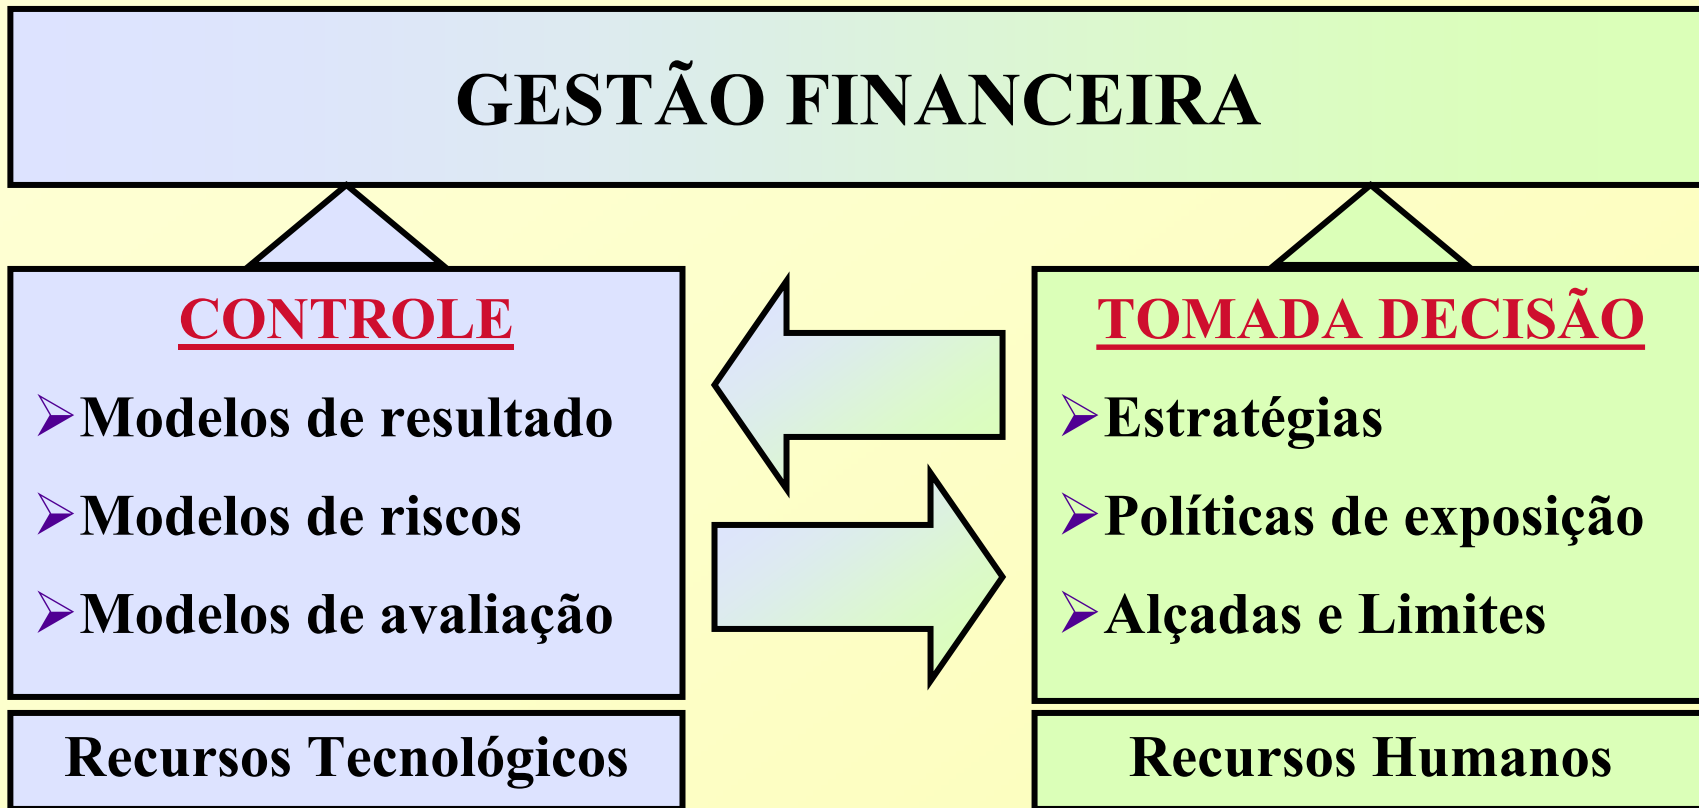 GESTÃO FINANCEIRA
CONTROLE
➢Modelos de resultado
➢Modelos de riscos
➢Modelos de avaliação
Recursos Tecnológicos
TOMADA DECISÃO
➢Estratégias
➢Políticas de exposição
➢Alçadas e Limites
Recursos Humanos